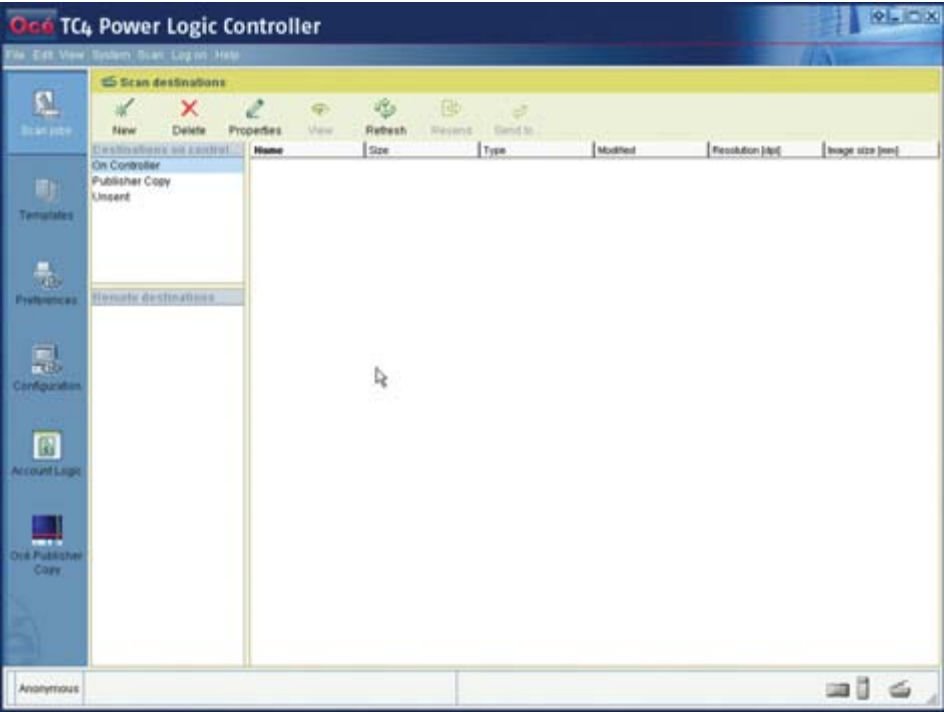 Océ TC4 Power Logic Controller
File Edit View System Scan Log on Help
Scan jobs
Templates
Preferences
Configuration
Account Logic
Océ Publisher Copy
Scan destinations
New Delete Properties View Refresh Resend Send to...
Destinations on control...
On Controller
Publisher Copy
Unsent
Remote destinations
Name Size Type Modified Resolution [dpi] Image size [mm]
Anonymous